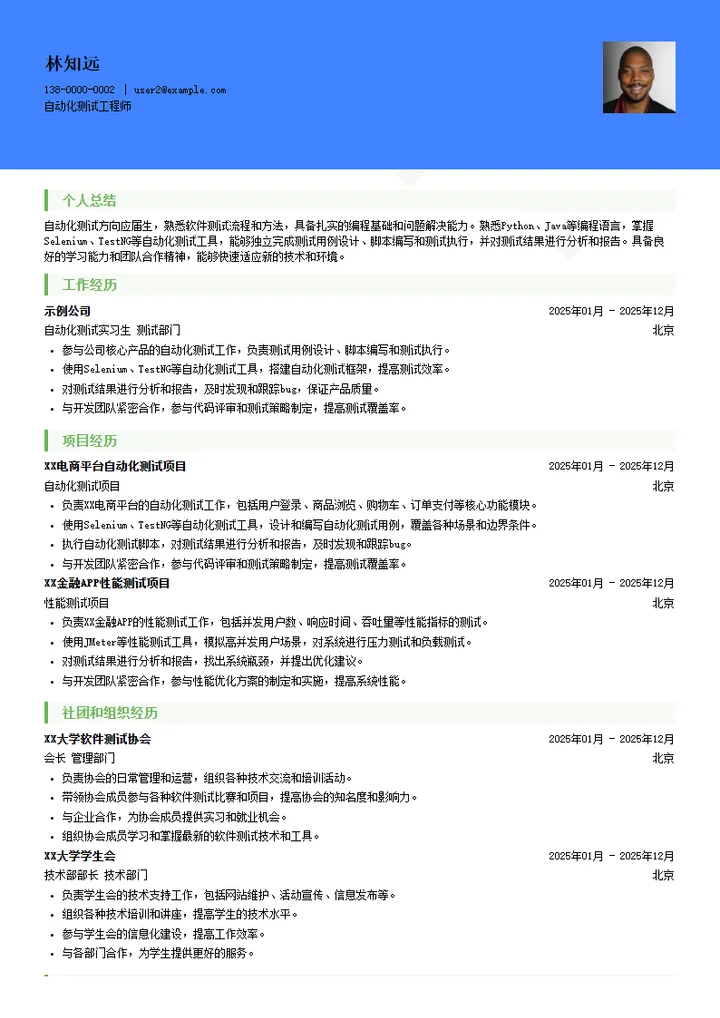 林知远
138-0000-0002 | user2@example.com
自动化测试工程师
个人总结
自动化测试方向应届生，熟悉软件测试流程和方法，具备扎实的编程基础和问题解决能力。熟悉Python、Java等编程语言，掌握
Selenium、TestNG等自动化测试工具，能够独立完成测试用例设计、脚本编写和测试执行，并对测试结果进行分析和报告。具备良
好的学习能力和团队合作精神，能够快速适应新的技术和环境。
工作经历
示例公司 2025年01月 - 2025年12月
自动化测试实习生 测试部门 北京
• 参与公司核心产品的自动化测试工作，负责测试用例设计、脚本编写和测试执行。
• 使用Selenium、TestNG等自动化测试工具，搭建自动化测试框架，提高测试效率。
• 对测试结果进行分析和报告，及时发现和跟踪bug，保证产品质量。
• 与开发团队紧密合作，参与代码评审和测试策略制定，提高测试覆盖率。
项目经历
XX电商平台自动化测试项目 2025年01月 - 2025年12月
自动化测试项目 北京
• 负责XX电商平台的自动化测试工作，包括用户登录、商品浏览、购物车、订单支付等核心功能模块。
• 使用Selenium、TestNG等自动化测试工具，设计和编写自动化测试用例，覆盖各种场景和边界条件。
• 执行自动化测试脚本，对测试结果进行分析和报告，及时发现和跟踪bug。
• 与开发团队紧密合作，参与代码评审和测试策略制定，提高测试覆盖率。
XX金融APP性能测试项目 2025年01月 - 2025年12月
性能测试项目 北京
• 负责XX金融APP的性能测试工作，包括并发用户数、响应时间、吞吐量等性能指标的测试。
• 使用JMeter等性能测试工具，模拟高并发用户场景，对系统进行压力测试和负载测试。
• 对测试结果进行分析和报告，找出系统瓶颈，并提出优化建议。
• 与开发团队紧密合作，参与性能优化方案的制定和实施，提高系统性能。
社团和组织经历
XX大学软件测试协会 2025年01月 - 2025年12月
会长 管理部门 北京
• 负责协会的日常管理和运营，组织各种技术交流和培训活动。
• 带领协会成员参与各种软件测试比赛和项目，提高协会的知名度和影响力。
• 与企业合作，为协会成员提供实习和就业机会。
• 组织协会成员学习和掌握最新的软件测试技术和工具。
XX大学学生会 2025年01月 - 2025年12月
技术部部长 技术部门 北京
• 负责学生会的技术支持工作，包括网站维护、活动宣传、信息发布等。
• 组织各种技术培训和讲座，提高学生的技术水平。
• 参与学生会的信息化建设，提高工作效率。
• 与各部门合作，为学生提供更好的服务。